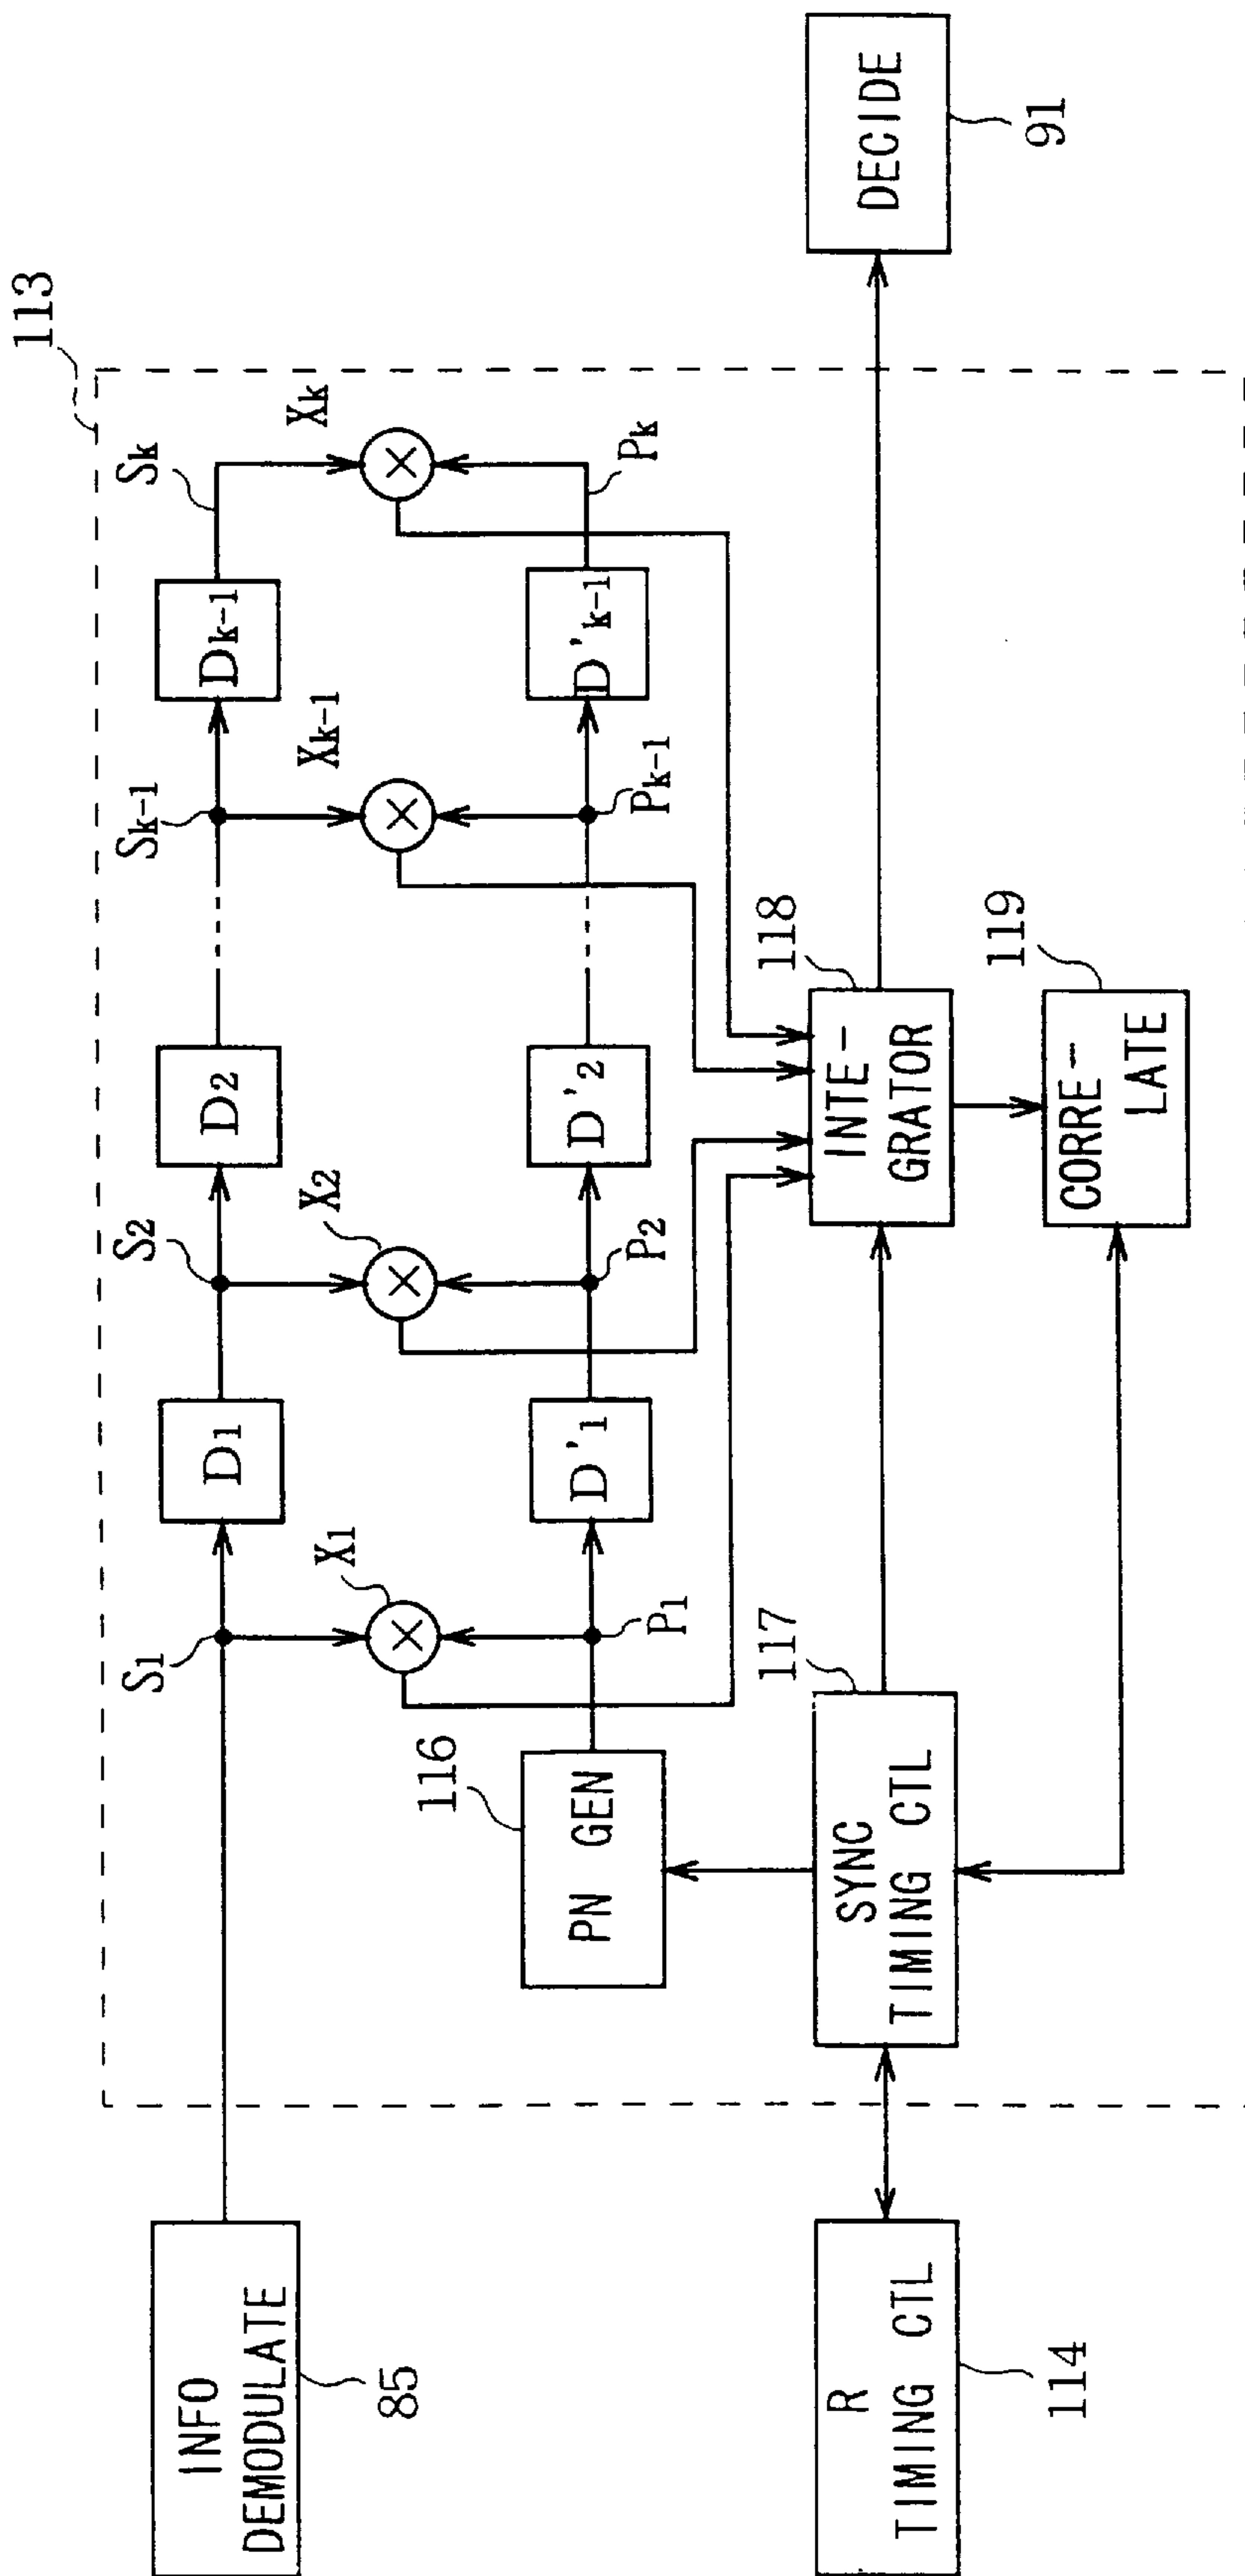 113
INFO
DEMODULATE
85
S1
D1
S2
D2
Sk-1
Dk-1
Sk
X1
X2
Xk-1
Xk
116
PN GEN
P1
D'1
P2
D'2
Pk-1
D'k-1
Pk
R
TIMING CTL
114
SYNC
TIMING CTL
117
INTE-
GRATOR
118
DECIDE
91
CORRE-
LATE
119